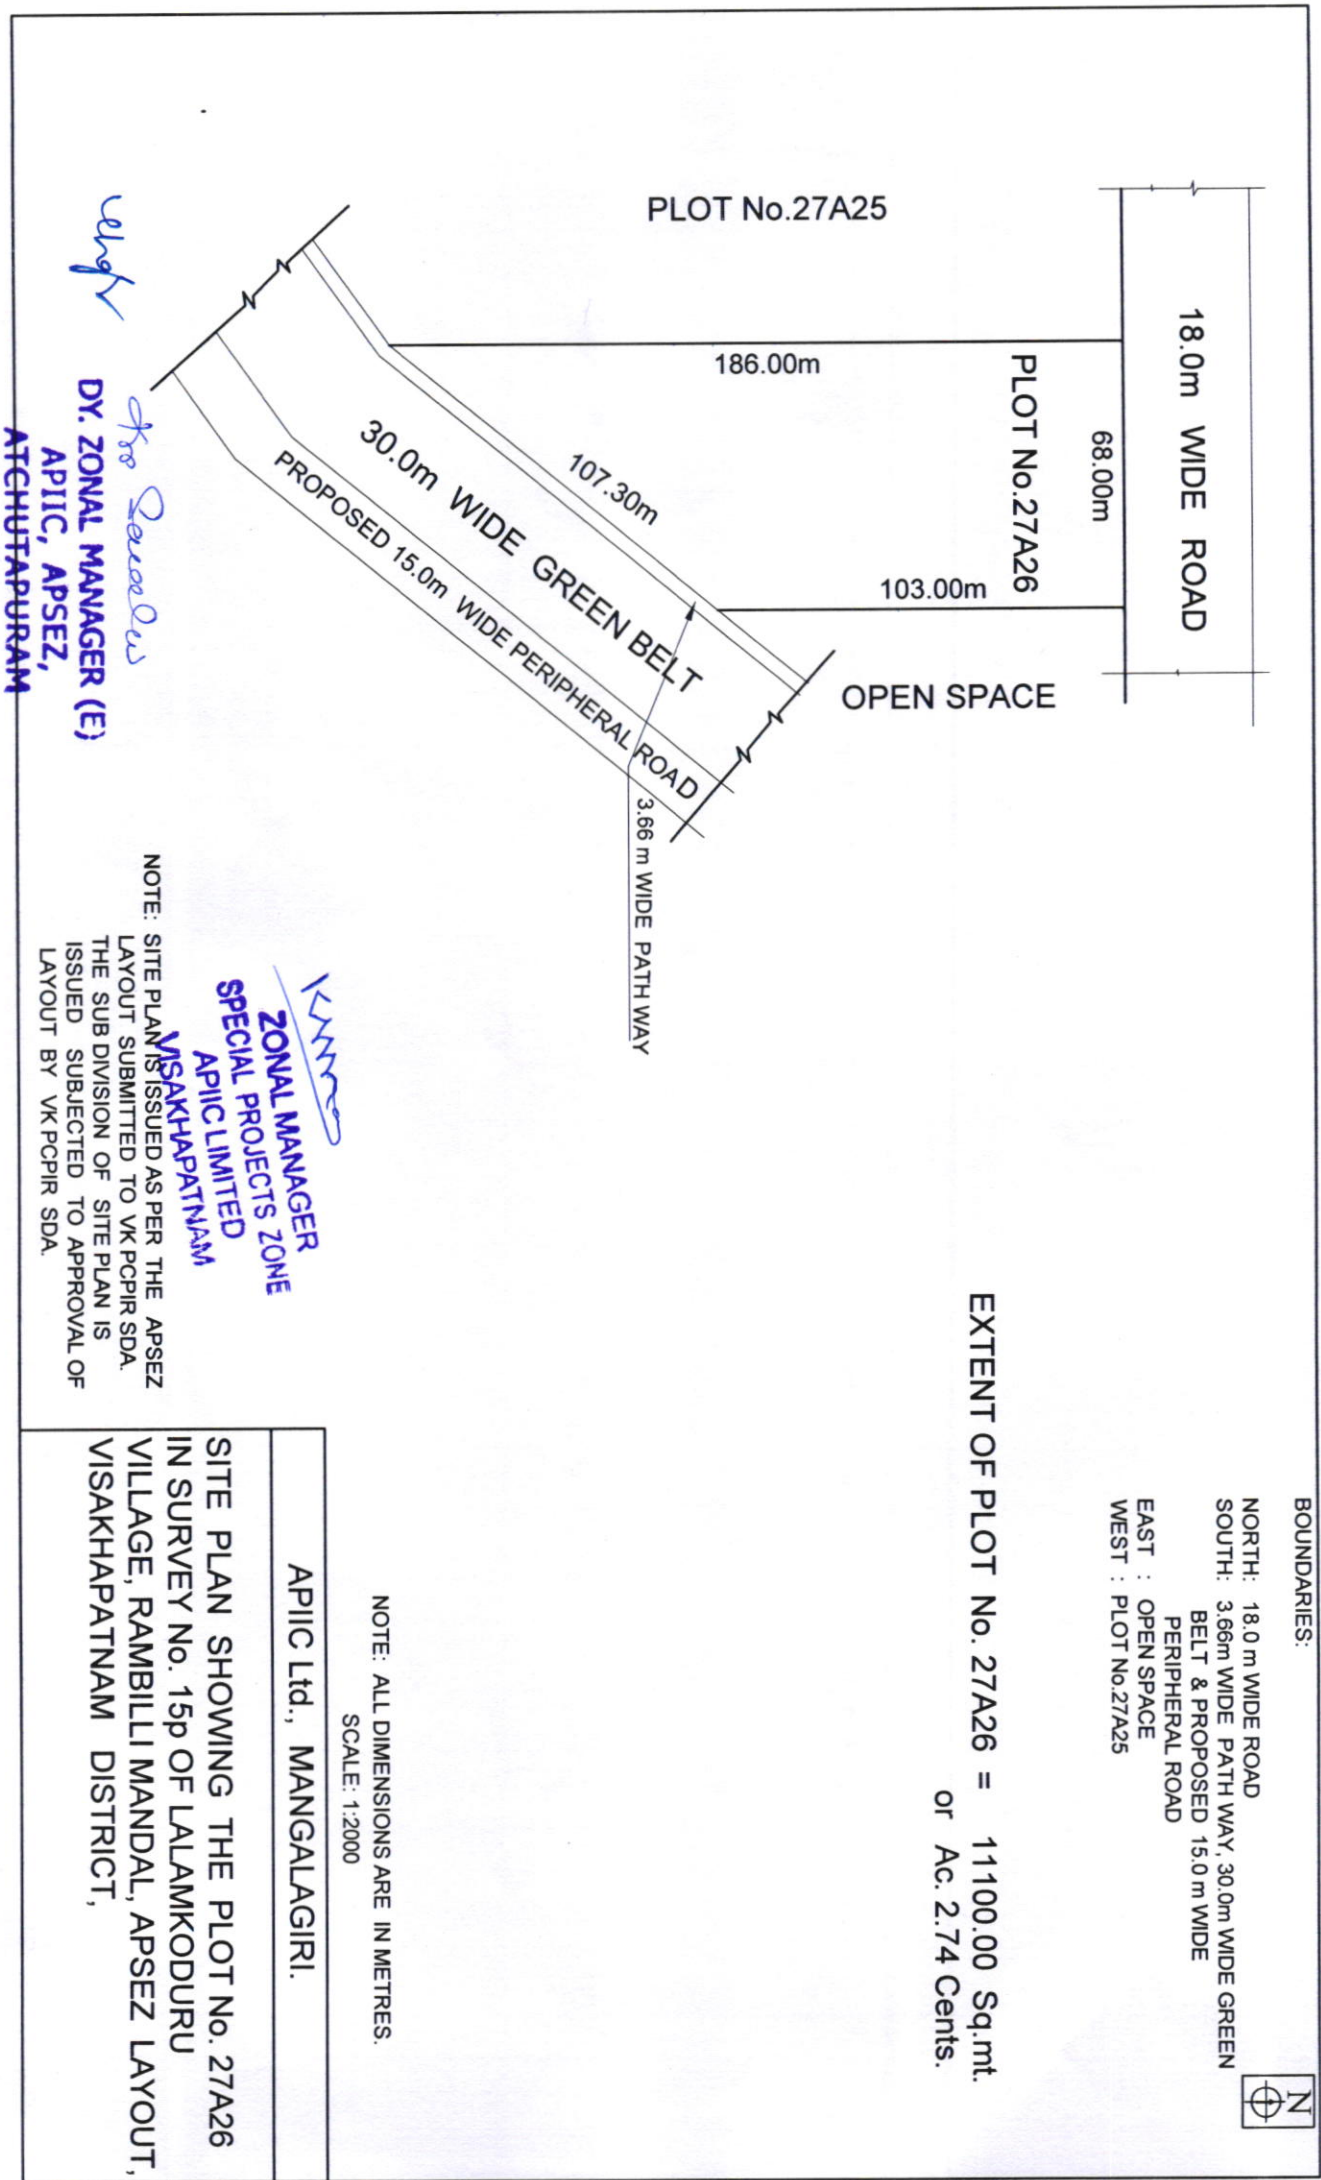 BOUNDARIES:
NORTH: 18.0 m WIDE ROAD
SOUTH: 3.66m WIDE PATH WAY, 30.0m WIDE GREEN
BELT & PROPOSED 15.0 m WIDE
PERIPHERAL ROAD
EAST : OPEN SPACE
WEST : PLOT No.27A25
N
18.0m WIDE ROAD
68.00m
PLOT No.27A26
PLOT No.27A25
186.00m
103.00m
OPEN SPACE
107.30m
30.0m WIDE GREEN BELT
PROPOSED 15.0m WIDE PERIPHERAL ROAD
3.66 m WIDE PATH WAY
EXTENT OF PLOT No. 27A26 = 11100.00 Sq.mt.
or Ac. 2.74 Cents.
DY. ZONAL MANAGER (E)
APIIC, APSEZ,
ATCHUTAPURAM
ZONAL MANAGER
SPECIAL PROJECTS ZONE
APIIC LIMITED
VISAKHAPATNAM
NOTE: SITE PLAN IS ISSUED AS PER THE APSEZ
LAYOUT SUBMITTED TO VK PCPIR SDA.
THE SUB DIVISION OF SITE PLAN IS
ISSUED SUBJECTED TO APPROVAL OF
LAYOUT BY VK PCPIR SDA.
NOTE: ALL DIMENSIONS ARE IN METRES.
SCALE: 1:2000
APIIC Ltd., MANGALAGIRI.
SITE PLAN SHOWING THE PLOT No. 27A26
IN SURVEY No. 15p OF LALAMKODURU
VILLAGE, RAMBILLI MANDAL, APSEZ LAYOUT,
VISAKHAPATNAM DISTRICT,